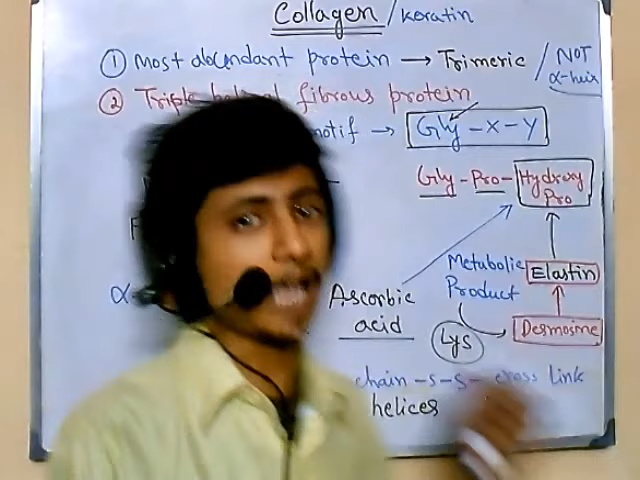 Collagen / Keratin
① Most abundant protein → Trimeric / NOT α-helix
② Triple helical fibrous protein
motif → Gly - X - Y
Gly - Pro - Hydroxy Pro
Metabolic Product
Elastin
Ascorbic acid
Desmosine
Lys
α-
chain -S-S- cross link
helices